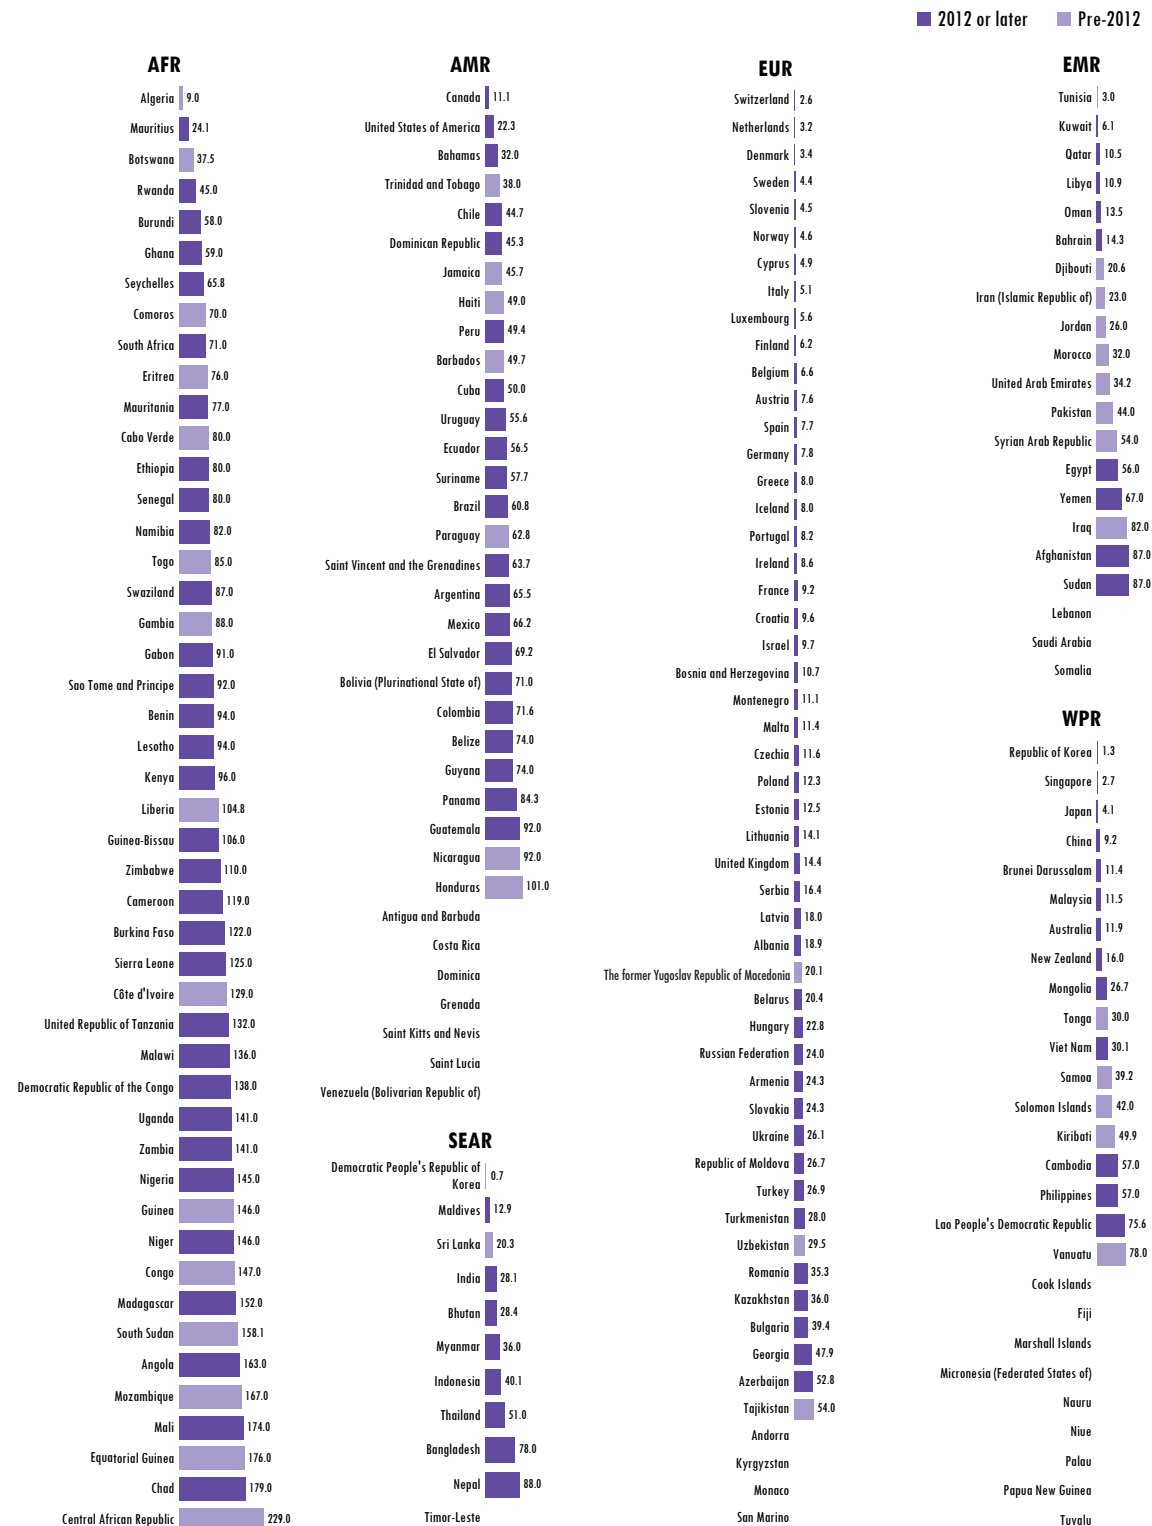 2012 or later
Pre-2012
AFR
Algeria 9.0
Mauritius 24.1
Botswana 37.5
Rwanda 45.0
Burundi 58.0
Ghana 59.0
Seychelles 65.8
Comoros 70.0
South Africa 71.0
Eritrea 76.0
Mauritania 77.0
Cabo Verde 80.0
Ethiopia 80.0
Senegal 80.0
Namibia 82.0
Togo 85.0
Swaziland 87.0
Gambia 88.0
Gabon 91.0
Sao Tome and Principe 92.0
Benin 94.0
Lesotho 94.0
Kenya 96.0
Liberia 104.8
Guinea-Bissau 106.0
Zimbabwe 110.0
Cameroon 119.0
Burkina Faso 122.0
Sierra Leone 125.0
Côte d'Ivoire 129.0
United Republic of Tanzania 132.0
Malawi 136.0
Democratic Republic of the Congo 138.0
Uganda 141.0
Zambia 141.0
Nigeria 145.0
Guinea 146.0
Niger 146.0
Congo 147.0
Madagascar 152.0
South Sudan 158.1
Angola 163.0
Mozambique 167.0
Mali 174.0
Equatorial Guinea 176.0
Chad 179.0
Central African Republic 229.0
AMR
Canada 11.1
United States of America 22.3
Bahamas 32.0
Trinidad and Tobago 38.0
Chile 44.7
Dominican Republic 45.3
Jamaica 45.7
Haiti 49.0
Peru 49.4
Barbados 49.7
Cuba 50.0
Uruguay 55.6
Ecuador 56.5
Suriname 57.7
Brazil 60.8
Paraguay 62.8
Saint Vincent and the Grenadines 63.7
Argentina 65.5
Mexico 66.2
El Salvador 69.2
Bolivia (Plurinational State of) 71.0
Colombia 71.6
Belize 74.0
Guyana 74.0
Panama 84.3
Guatemala 92.0
Nicaragua 92.0
Honduras 101.0
Antigua and Barbuda
Costa Rica
Dominica
Grenada
Saint Kitts and Nevis
Saint Lucia
Venezuela (Bolivarian Republic of)
SEAR
Democratic People's Republic of
Korea 0.7
Maldives 12.9
Sri Lanka 20.3
India 28.1
Bhutan 28.4
Myanmar 36.0
Indonesia 40.1
Thailand 51.0
Bangladesh 78.0
Nepal 88.0
Timor-Leste
EUR
Switzerland 2.6
Netherlands 3.2
Denmark 3.4
Sweden 4.4
Slovenia 4.5
Norway 4.6
Cyprus 4.9
Italy 5.1
Luxembourg 5.6
Finland 6.2
Belgium 6.6
Austria 7.6
Spain 7.7
Germany 7.8
Greece 8.0
Iceland 8.0
Portugal 8.2
Ireland 8.6
France 9.2
Croatia 9.6
Israel 9.7
Bosnia and Herzegovina 10.7
Montenegro 11.1
Malta 11.4
Czechia 11.6
Poland 12.3
Estonia 12.5
Lithuania 14.1
United Kingdom 14.4
Serbia 16.4
Latvia 18.0
Albania 18.9
The former Yugoslav Republic of Macedonia 20.1
Belarus 20.4
Hungary 22.8
Russian Federation 24.0
Armenia 24.3
Slovakia 24.3
Ukraine 26.1
Republic of Moldova 26.7
Turkey 26.9
Turkmenistan 28.0
Uzbekistan 29.5
Romania 35.3
Kazakhstan 36.0
Bulgaria 39.4
Georgia 47.9
Azerbaijan 52.8
Tajikistan 54.0
Andorra
Kyrgyzstan
Monaco
San Marino
EMR
Tunisia 3.0
Kuwait 6.1
Qatar 10.5
Libya 10.9
Oman 13.5
Bahrain 14.3
Djibouti 20.6
Iran (Islamic Republic of) 23.0
Jordan 26.0
Morocco 32.0
United Arab Emirates 34.2
Pakistan 44.0
Syrian Arab Republic 54.0
Egypt 56.0
Yemen 67.0
Iraq 82.0
Afghanistan 87.0
Sudan 87.0
Lebanon
Saudi Arabia
Somalia
WPR
Republic of Korea 1.3
Singapore 2.7
Japan 4.1
China 9.2
Brunei Darussalam 11.4
Malaysia 11.5
Australia 11.9
New Zealand 16.0
Mongolia 26.7
Tonga 30.0
Viet Nam 30.1
Samoa 39.2
Solomon Islands 42.0
Kiribati 49.9
Cambodia 57.0
Philippines 57.0
Lao People's Democratic Republic 75.6
Vanuatu 78.0
Cook Islands
Fiji
Marshall Islands
Micronesia (Federated States of)
Nauru
Niue
Palau
Papua New Guinea
Tuvalu